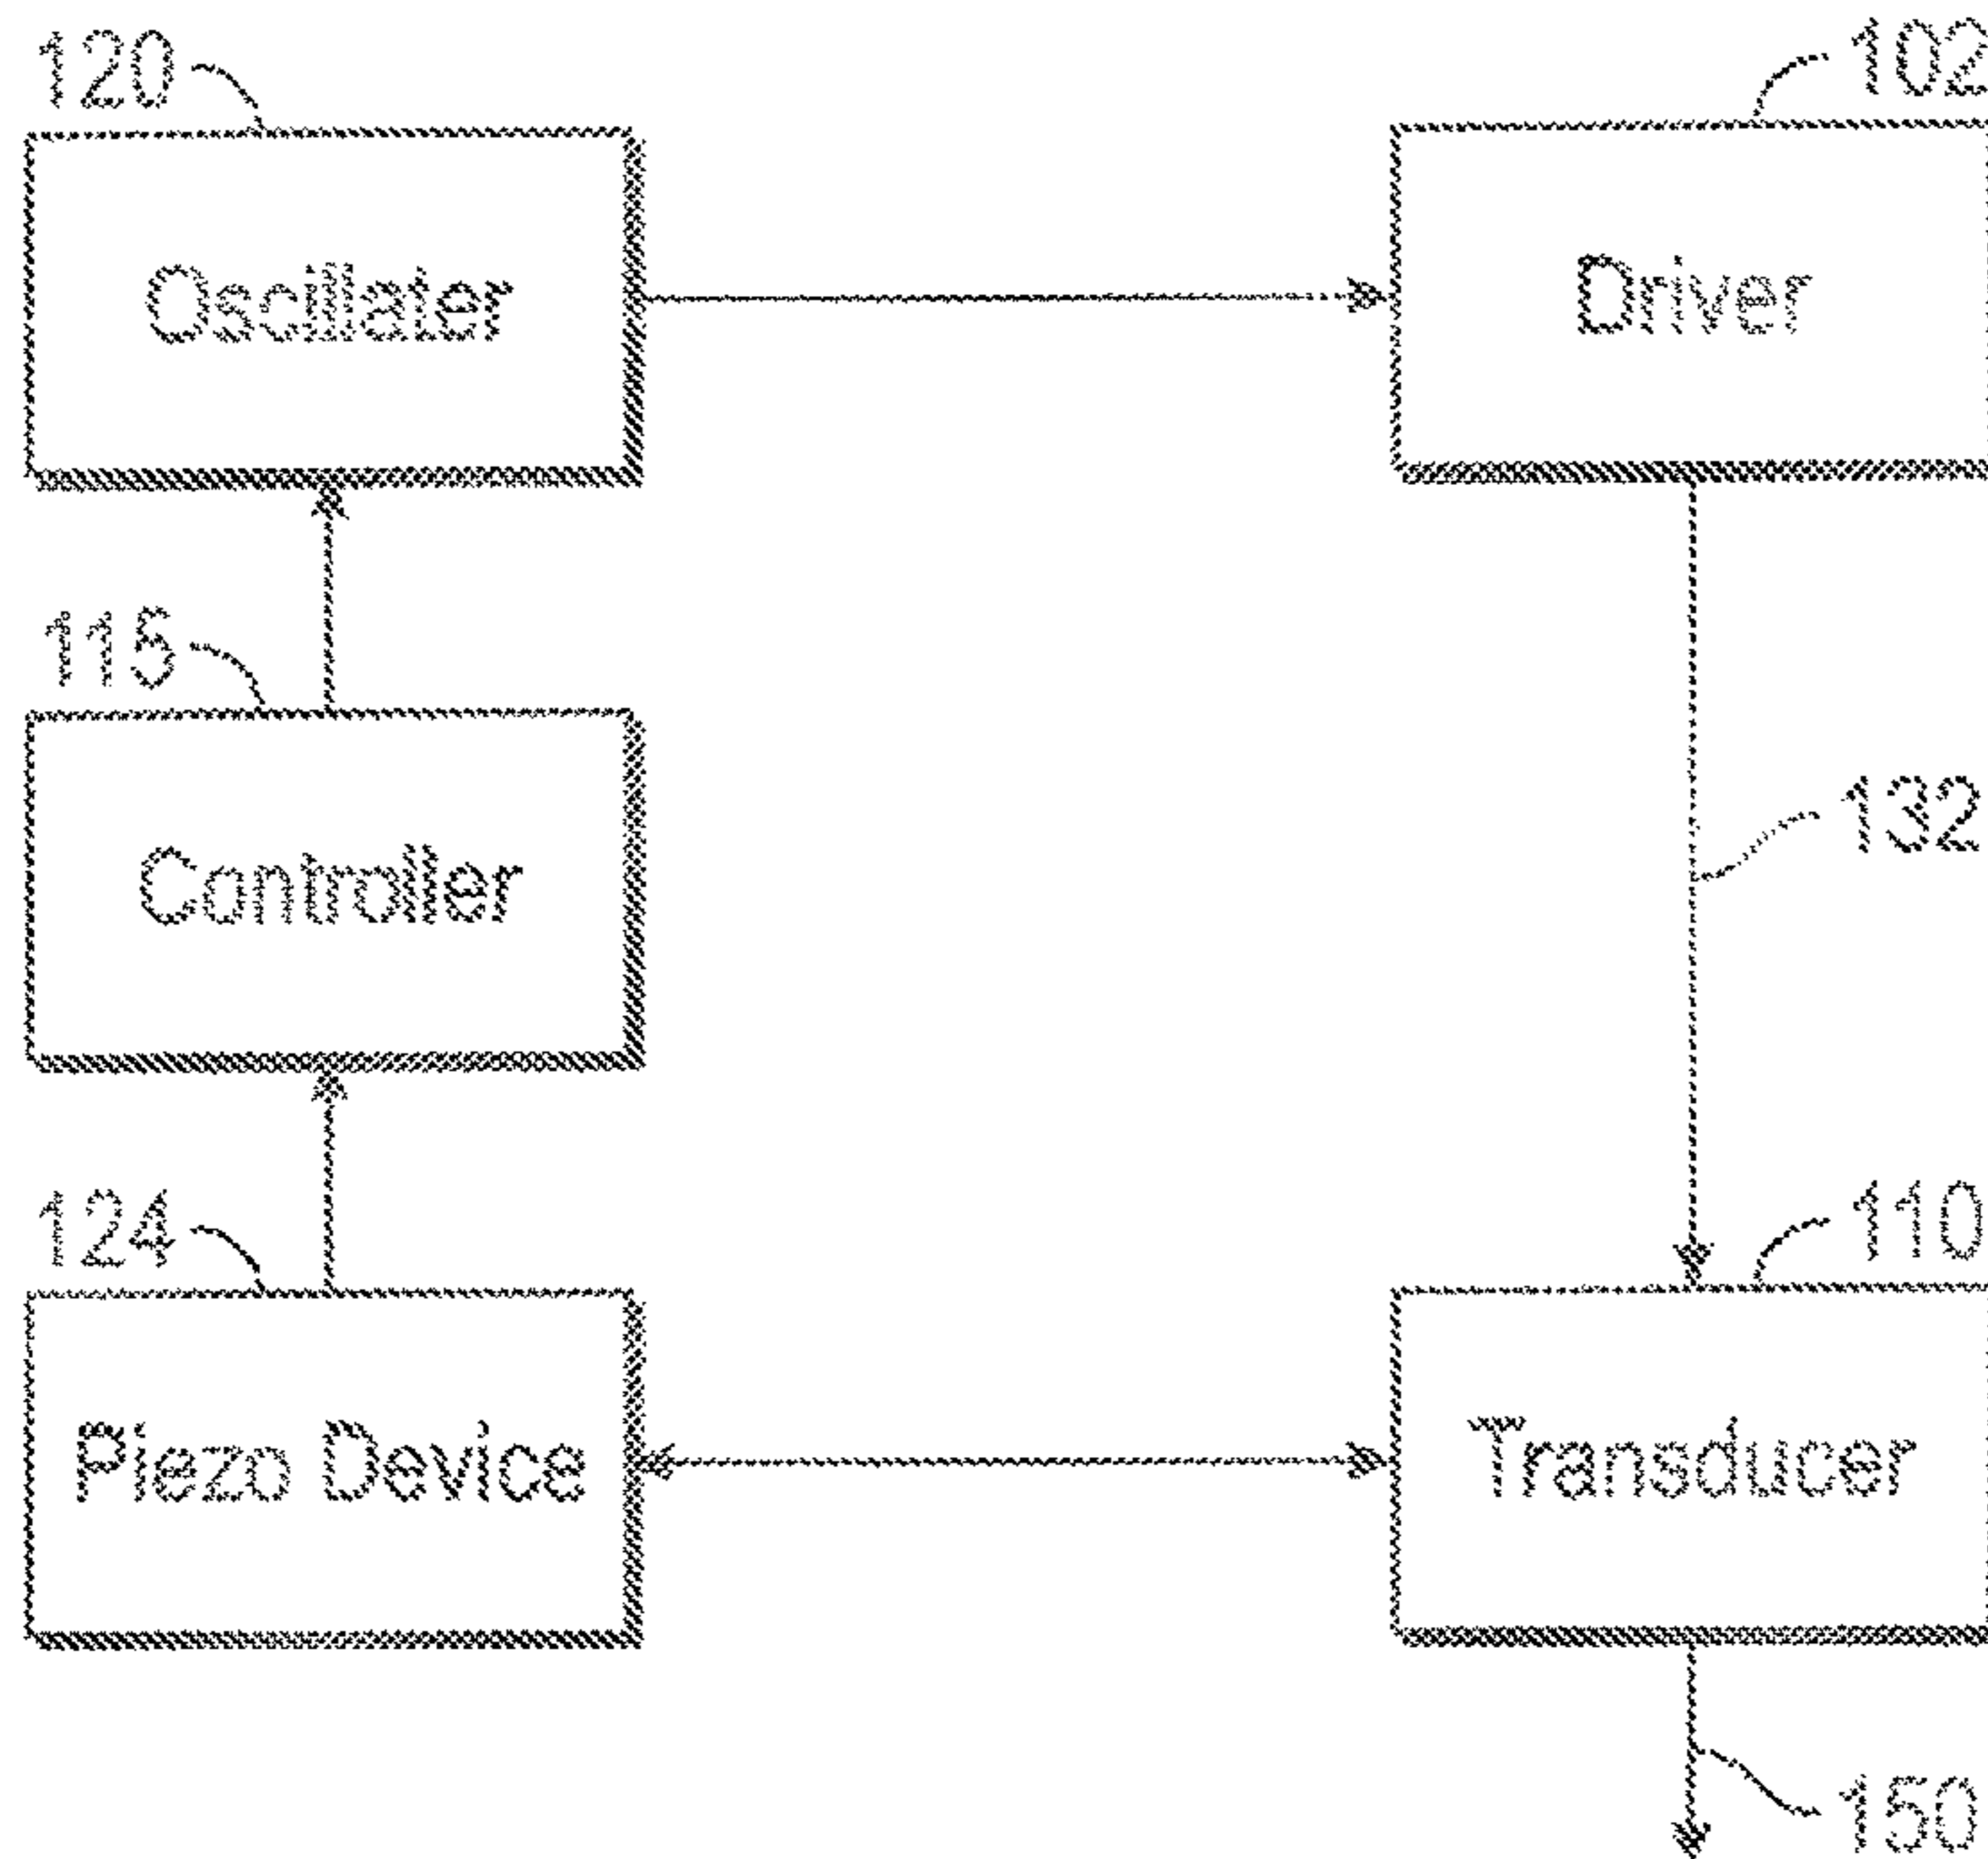 120
102
Oscillater
Driver
115
132
Controller
124
110
Piezo Device
Transducer
150